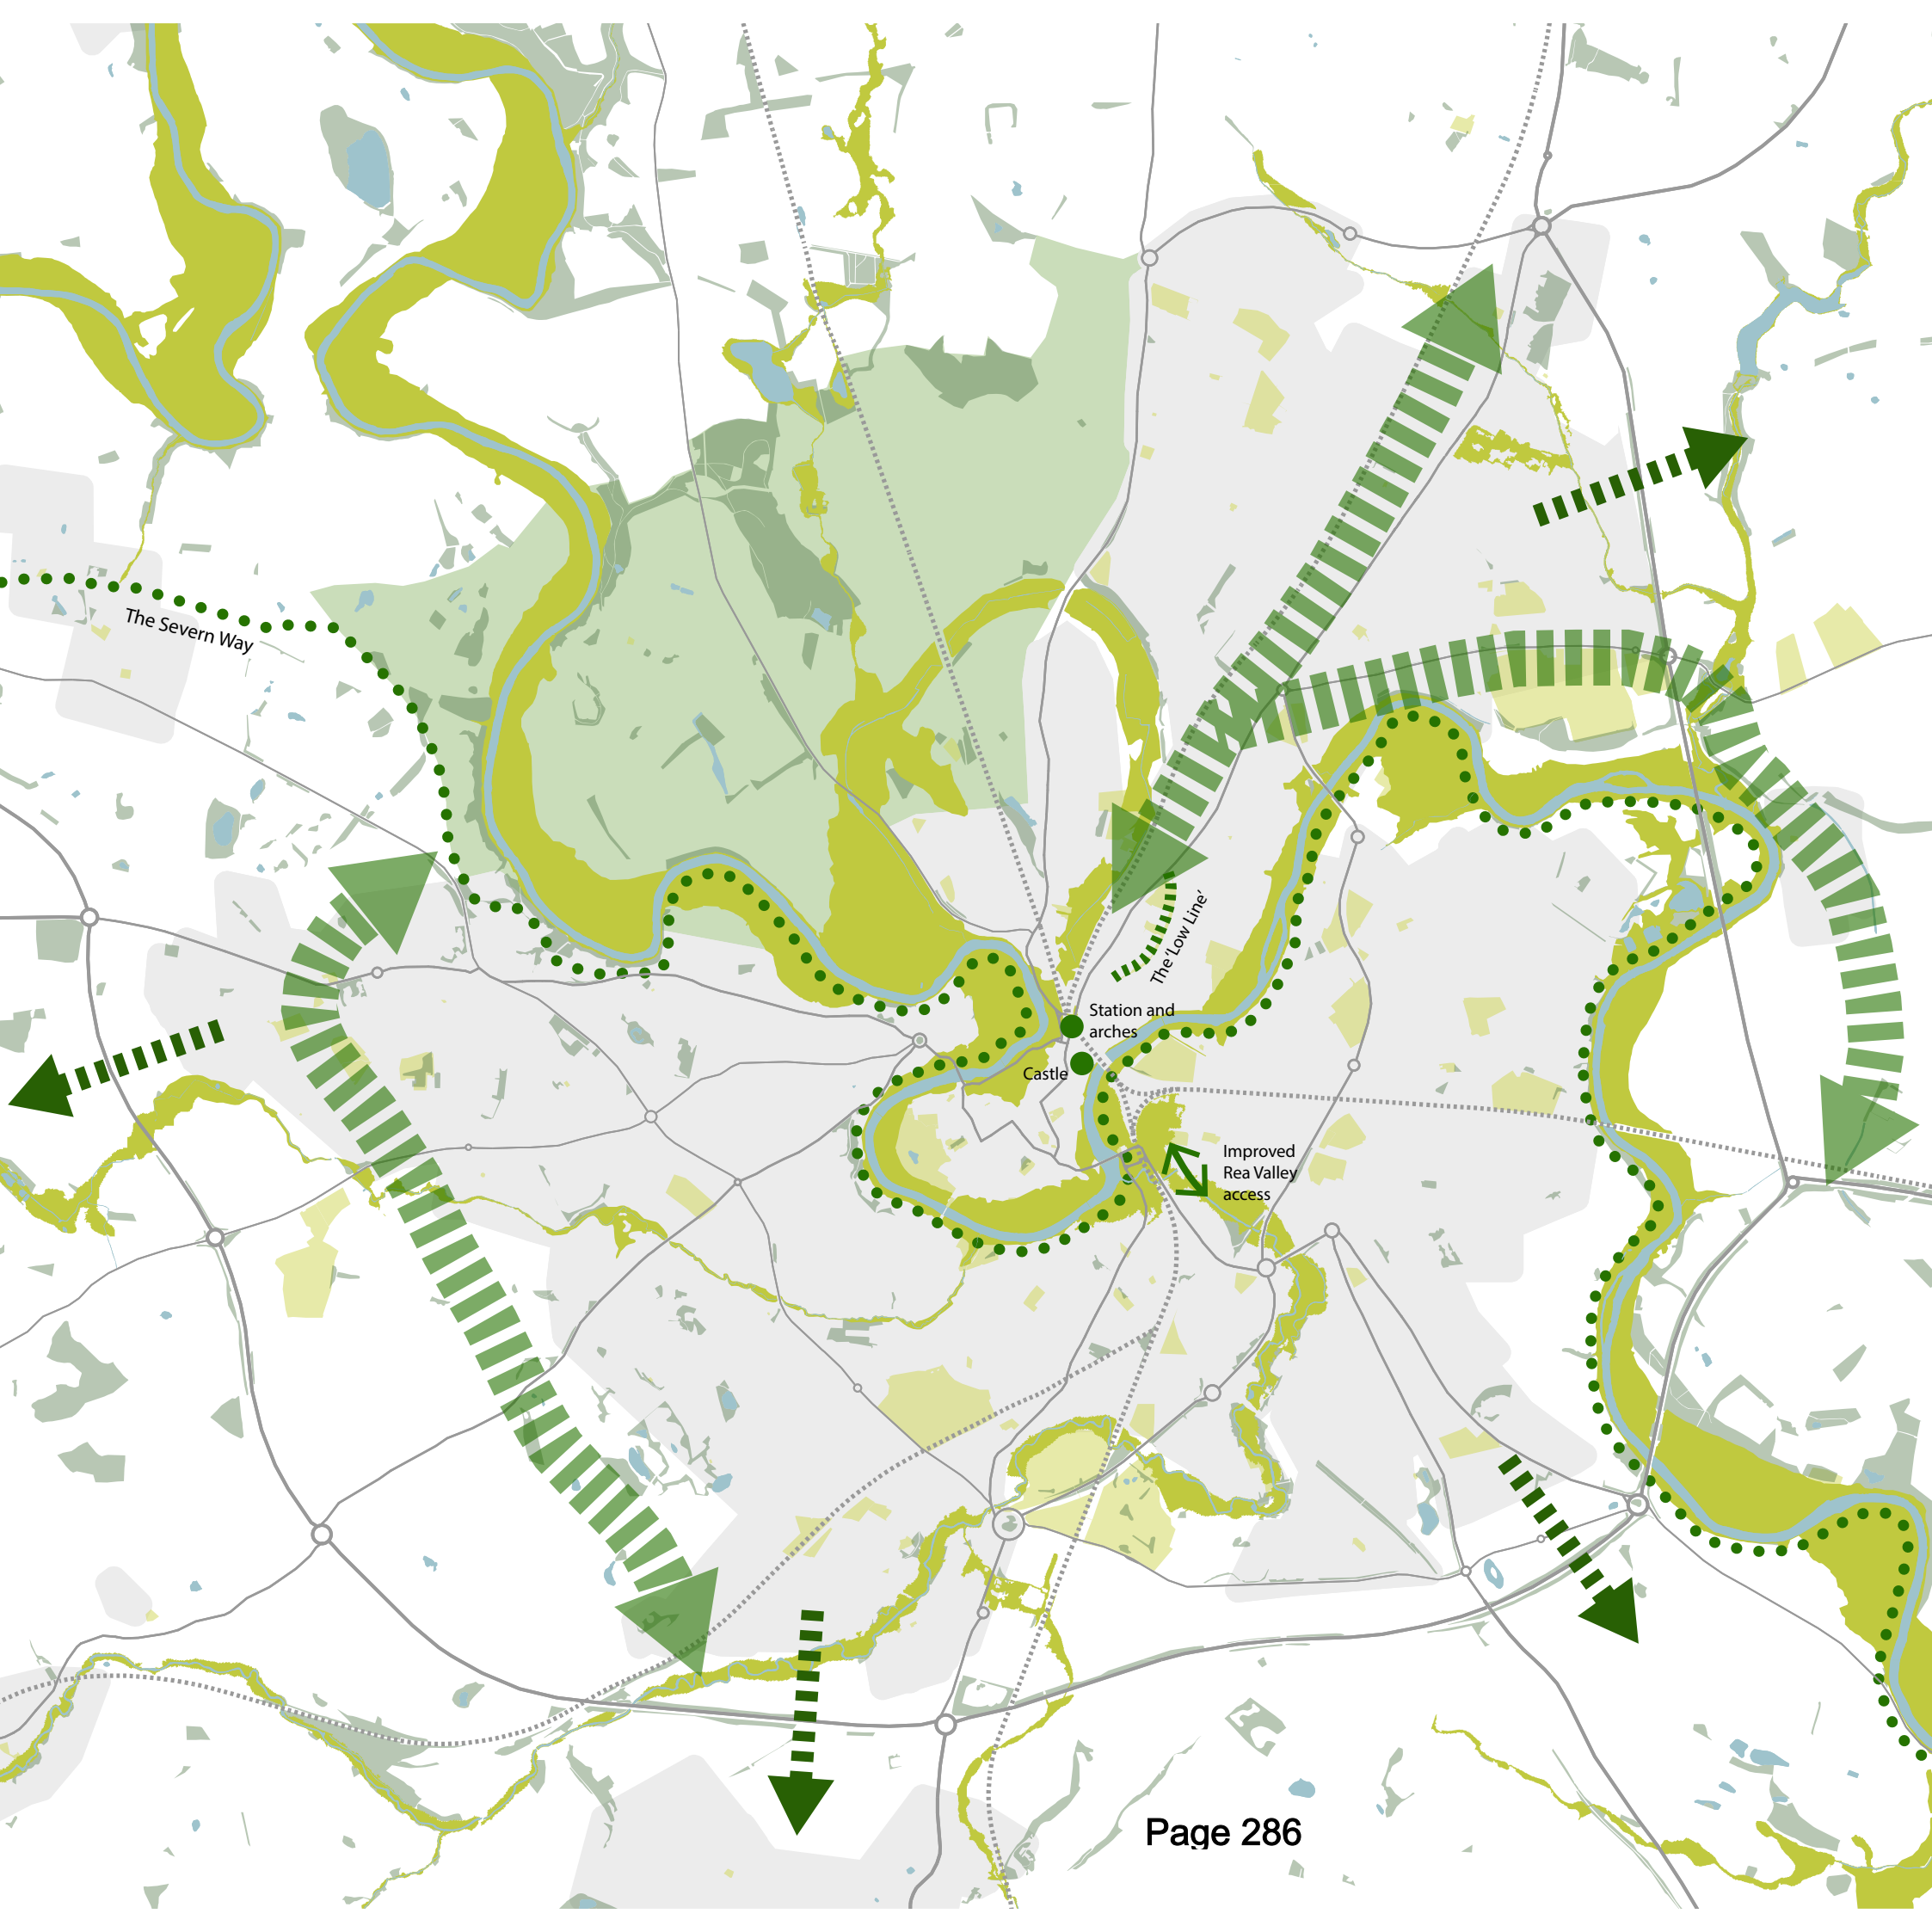 The Severn Way
The 'Low Line'
Station and
arches
Castle
Improved
Rea Valley
access
Page 286